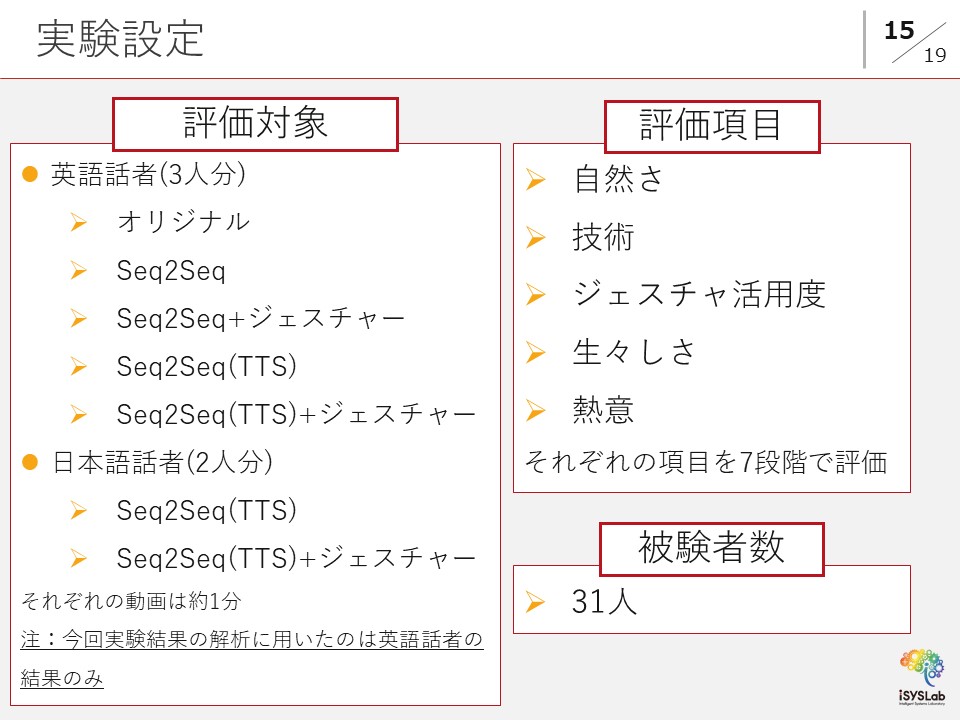 実験設定
15
19
評価対象
英語話者(3人分)
オリジナル
Seq2Seq
Seq2Seq+ジェスチャー
Seq2Seq(TTS)
Seq2Seq(TTS)+ジェスチャー
日本語話者(2人分)
Seq2Seq(TTS)
Seq2Seq(TTS)+ジェスチャー
それぞれの動画は約1分
注：今回実験結果の解析に用いたのは英語話者の
結果のみ
評価項目
自然さ
技術
ジェスチャ活用度
生々しさ
熱意
それぞれの項目を7段階で評価
被験者数
31人
iSYSLab
Intelligent Systems Laboratory